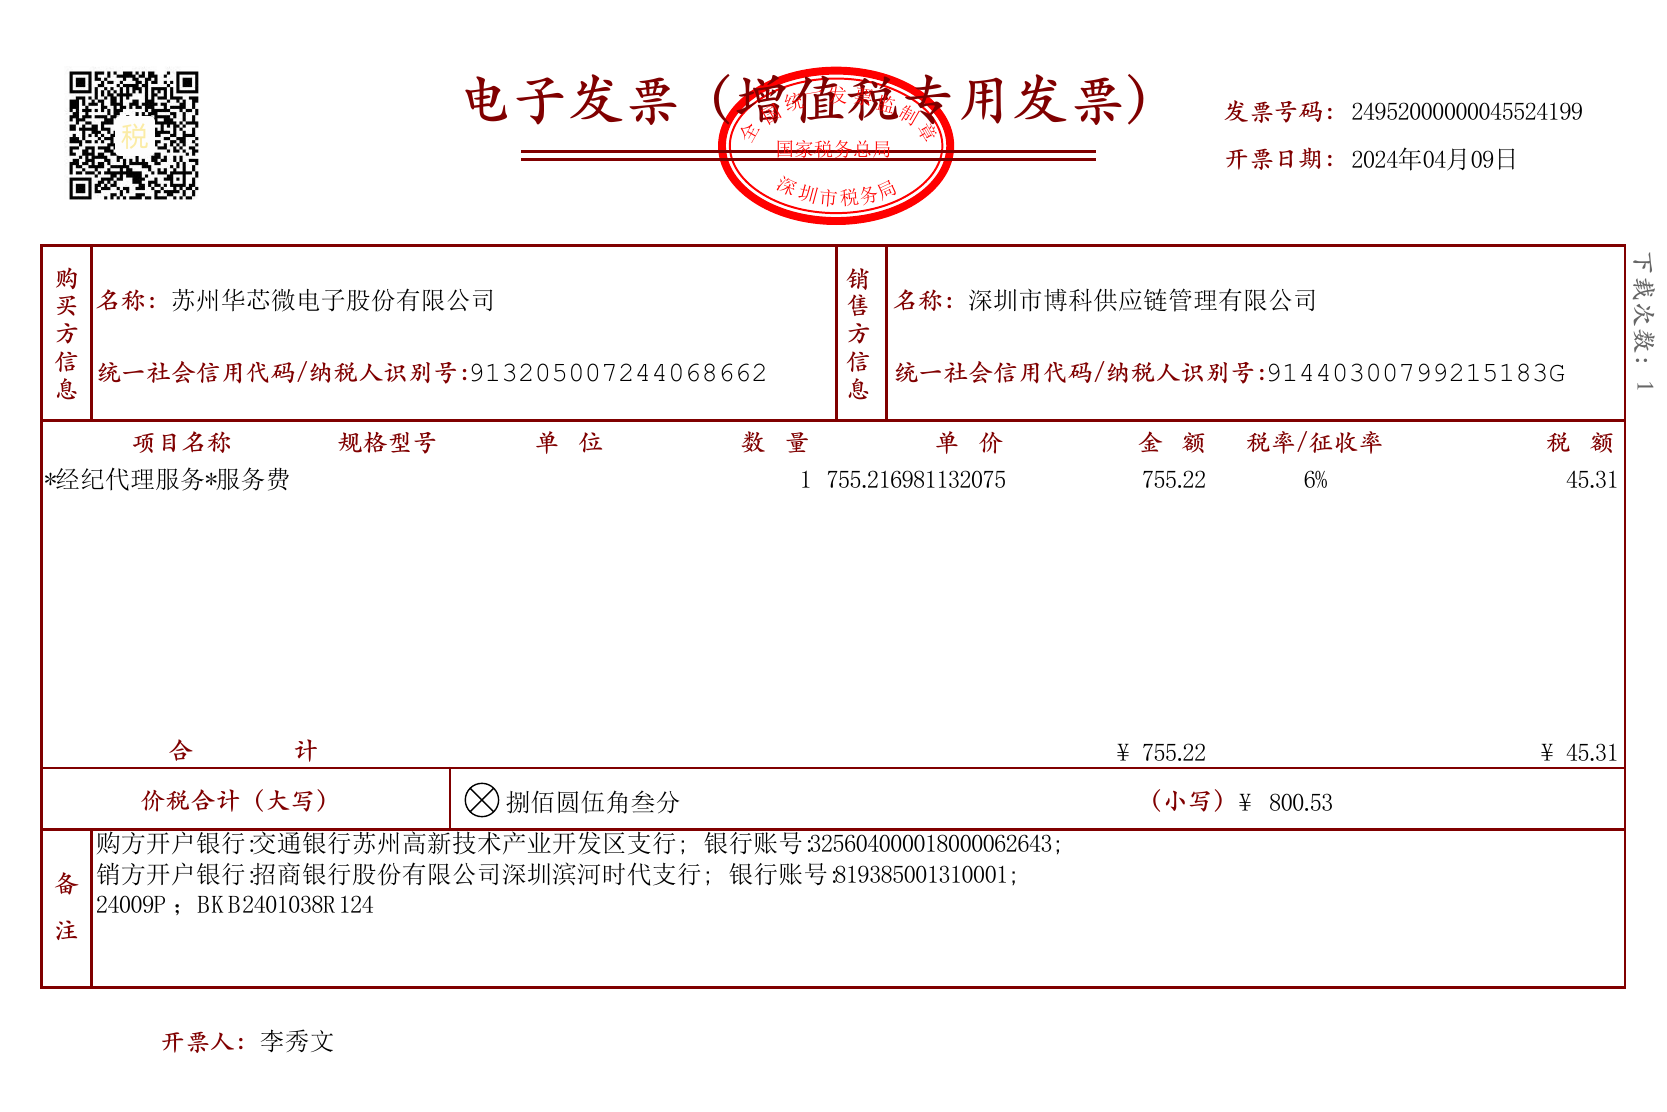 电子发票（增值税专用发票）
税
全国统一发票监制章
国家税务总局
深圳市税务局
发票号码：24952000000045524199
开票日期：2024年04月09日
下载次数：1
购买方信息
名称：苏州华芯微电子股份有限公司
统一社会信用代码/纳税人识别号:913205007244068662
销售方信息
名称：深圳市博科供应链管理有限公司
统一社会信用代码/纳税人识别号:91440300799215183G
项目名称 规格型号 单位 数量 单价 金额 税率/征收率 税额
*经纪代理服务*服务费 1 755.216981132075 755.22 6% 45.31
合计 ¥ 755.22 ¥ 45.31
价税合计（大写） 捌佰圆伍角叁分 （小写）¥ 800.53
备注
购方开户银行:交通银行苏州高新技术产业开发区支行； 银行账号:325604000018000062643;
销方开户银行:招商银行股份有限公司深圳滨河时代支行； 银行账号:819385001310001;
24009P；BKB2401038R124
开票人：李秀文